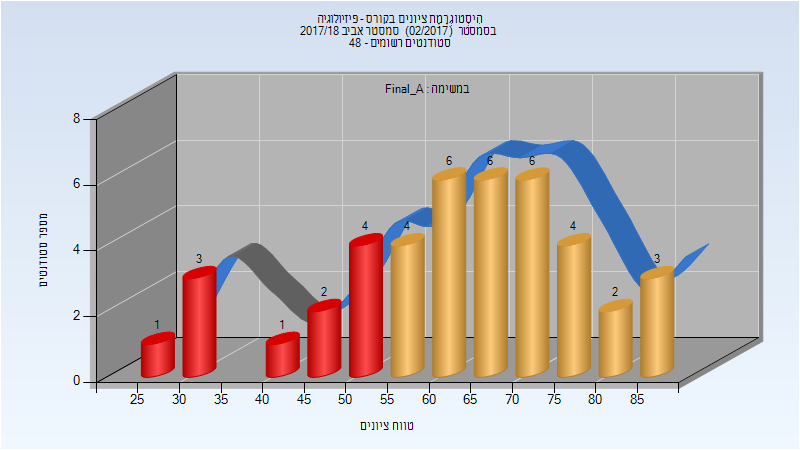 היסטוגרמת ציונים בקורס - פיזיולוגיה
בסמסטר (02/2017) סמסטר אביב 2017/18
סטודנטים רשומים - 48
במשימה : Final_A
מספר סטודנטים
8
6
4
2
0
1
3
1
2
4
4
6
6
6
4
2
3
25 30 35 40 45 50 55 60 65 70 75 80 85
טווח ציונים